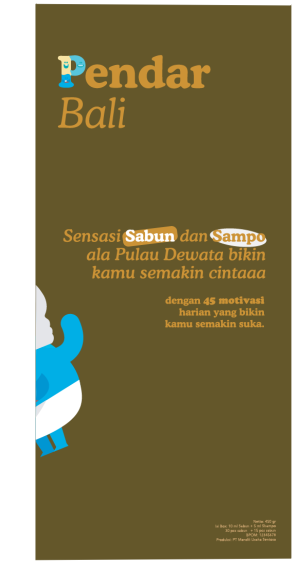 Pendar
Bali
Sensasi Sabun dan Sampo
ala Pulau Dewata bikin
kamu semakin cintaaa
dengan 45 motivasi
harian yang bikin
kamu semakin suka.